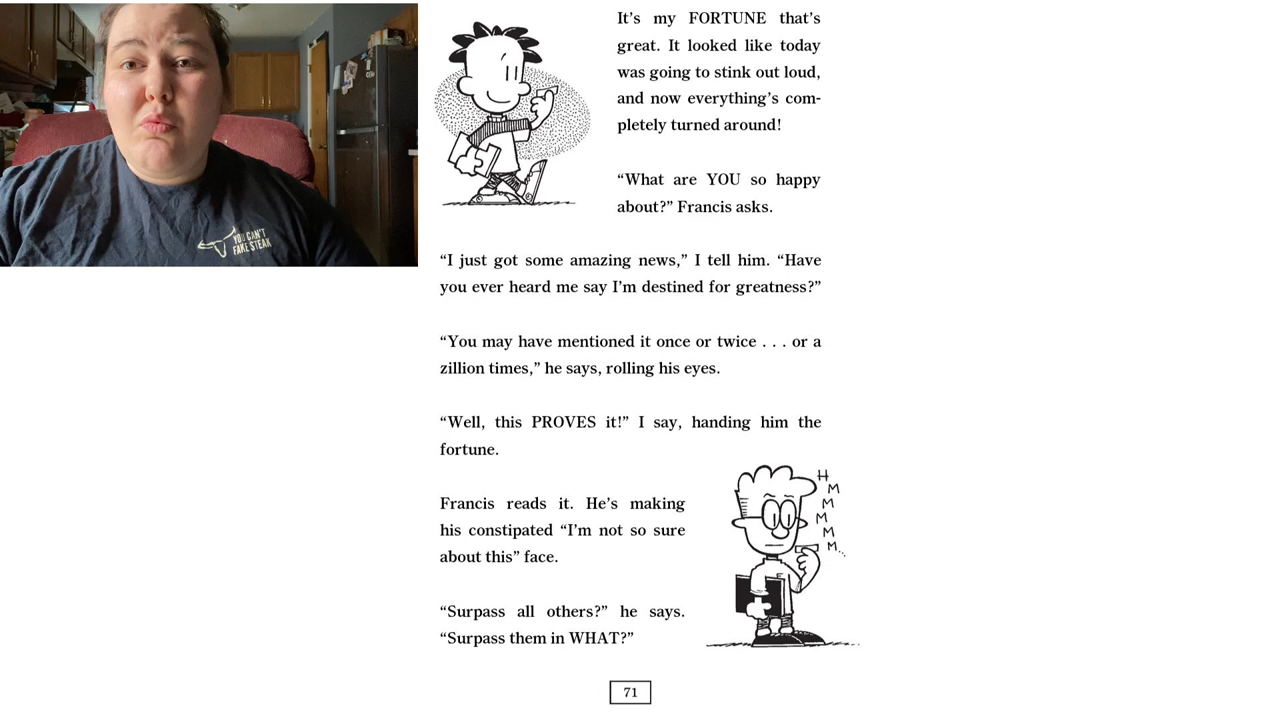 YOU CAN'T
FAKE STEAK
It's my FORTUNE that's
great. It looked like today
was going to stink out loud,
and now everything's com-
pletely turned around!
“What are YOU so happy
about?” Francis asks.
“I just got some amazing news,” I tell him. “Have
you ever heard me say I'm destined for greatness?”
“You may have mentioned it once or twice . . . or a
zillion times,” he says, rolling his eyes.
“Well, this PROVES it!” I say, handing him the
fortune.
Francis reads it. He's making
his constipated “I'm not so sure
about this” face.
HMMMMM...
“Surpass all others?” he says.
“Surpass them in WHAT?”
71